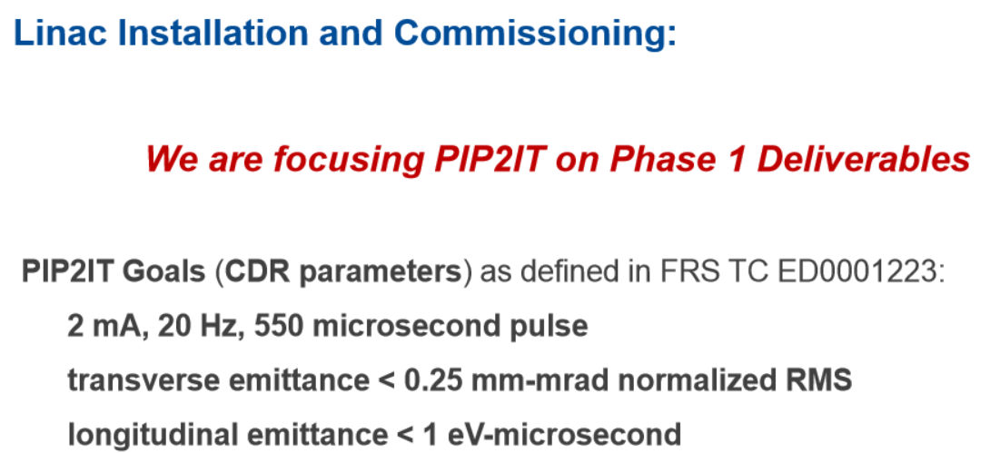 Linac Installation and Commissioning:
We are focusing PIP2IT on Phase 1 Deliverables
PIP2IT Goals (CDR parameters) as defined in FRS TC ED0001223:
2 mA, 20 Hz, 550 microsecond pulse
transverse emittance < 0.25 mm-mrad normalized RMS
longitudinal emittance < 1 eV-microsecond